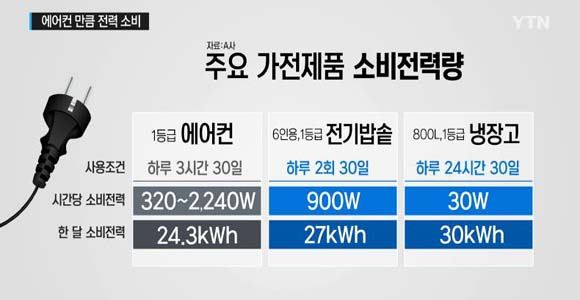 에어컨 만큼 전력 소비
YTN
자료:A사
주요 가전제품 소비전력량
1등급 에어컨
6인용,1등급 전기밥솥
800L,1등급 냉장고
사용조건
하루 3시간 30일
하루 2회 30일
하루 24시간 30일
시간당 소비전력
320~2,240W
900W
30W
한 달 소비전력
24.3kWh
27kWh
30kWh